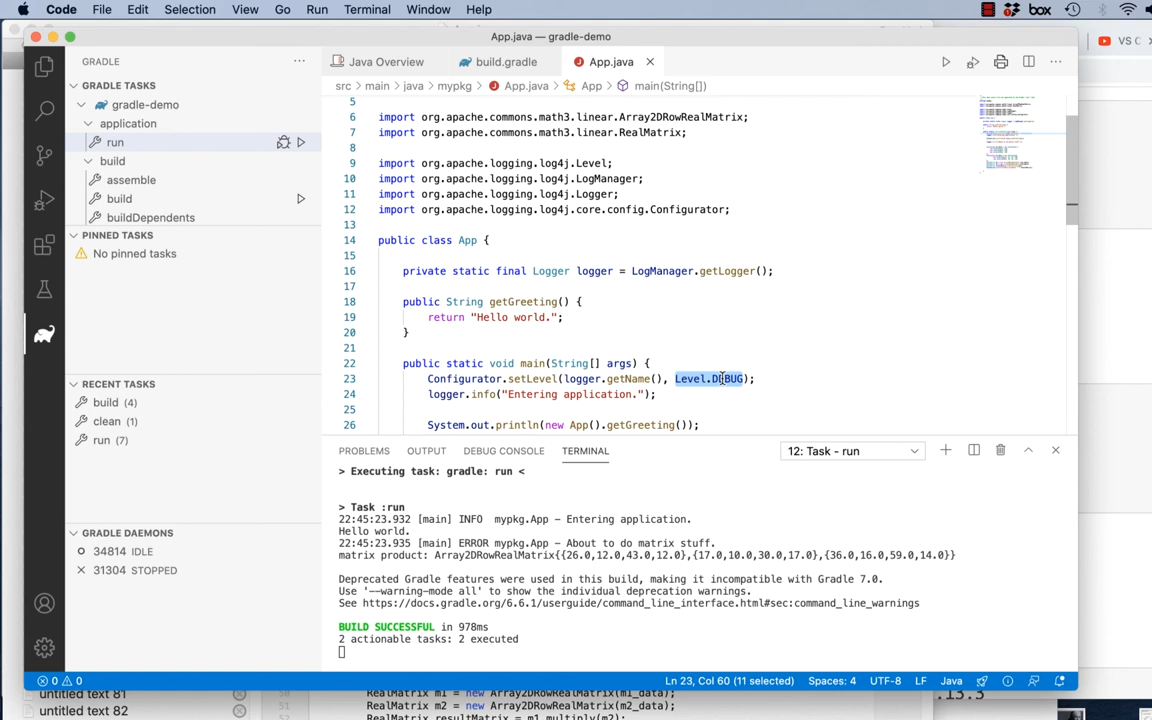 Code File Edit Selection View Go Run Terminal Window Help
box
App.java — gradle-demo
VS C
GRADLE
Java Overview
build.gradle
App.java
GRADLE TASKS
src > main > java > mypkg > App.java > App > main(String[])
gradle-demo
application
run
build
assemble
build
buildDependents
PINNED TASKS
No pinned tasks
RECENT TASKS
build (4)
clean (1)
run (7)
GRADLE DAEMONS
34814 IDLE
31304 STOPPED
5
6 import org.apache.commons.math3.linear.Array2DRowRealMatrix;
7 import org.apache.commons.math3.linear.RealMatrix;
8
9 import org.apache.logging.log4j.Level;
10 import org.apache.logging.log4j.LogManager;
11 import org.apache.logging.log4j.Logger;
12 import org.apache.logging.log4j.core.config.Configurator;
13
14 public class App {
15
16 private static final Logger logger = LogManager.getLogger();
17
18 public String getGreeting() {
19 return "Hello world.";
20 }
21
22 public static void main(String[] args) {
23 Configurator.setLevel(logger.getName(), Level.DEBUG);
24 logger.info("Entering application.");
25
26 System.out.println(new App().getGreeting());
PROBLEMS OUTPUT DEBUG CONSOLE TERMINAL
12: Task - run
> Executing task: gradle: run <
> Task :run
22:45:23.932 [main] INFO mypkg.App - Entering application.
Hello world.
22:45:23.935 [main] ERROR mypkg.App - About to do matrix stuff.
matrix product: Array2DRowRealMatrix{{26.0,12.0,43.0,12.0},{17.0,10.0,30.0,17.0},{36.0,16.0,59.0,14.0}}
Deprecated Gradle features were used in this build, making it incompatible with Gradle 7.0.
Use '--warning-mode all' to show the individual deprecation warnings.
See https://docs.gradle.org/6.6.1/userguide/command_line_interface.html#sec:command_line_warnings
BUILD SUCCESSFUL in 978ms
2 actionable tasks: 2 executed
0 0
Ln 23, Col 60 (11 selected) Spaces: 4 UTF-8 LF Java
untitled text 81
untitled text 82
RealMatrix m1 = new Array2DRowRealMatrix(m1_data);
51 RealMatrix m2 = new Array2DRowRealMatrix(m2_data);
RealMatrix resultMatrix = m1.multiply(m2);
.13.3